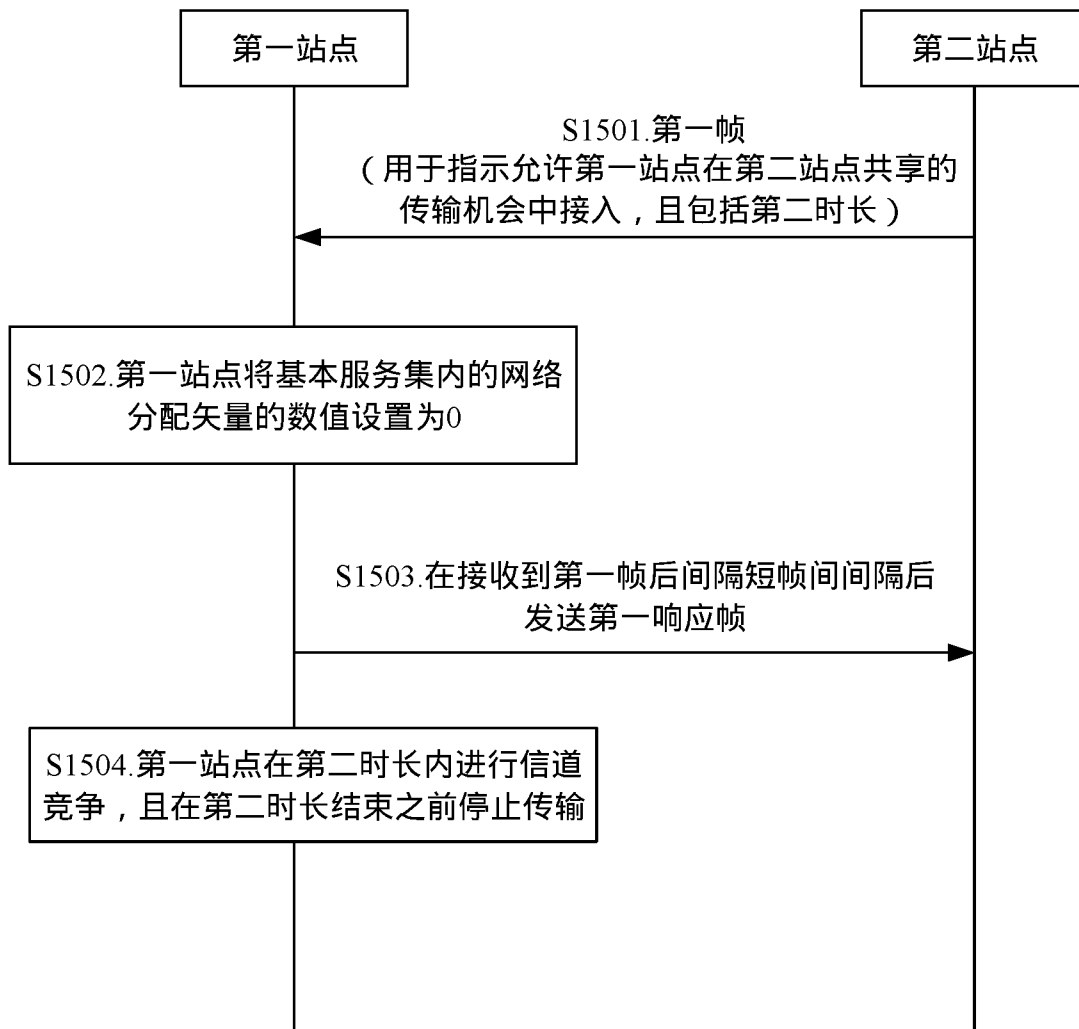 第一站点
第二站点
S1501.第一帧
（用于指示允许第一站点在第二站点共享的
传输机会中接入，且包括第二时长）
S1502.第一站点将基本服务集内的网络
分配矢量的数值设置为0
S1503.在接收到第一帧后间隔短帧间间隔后
发送第一响应帧
S1504.第一站点在第二时长内进行信道
竞争，且在第二时长结束之前停止传输